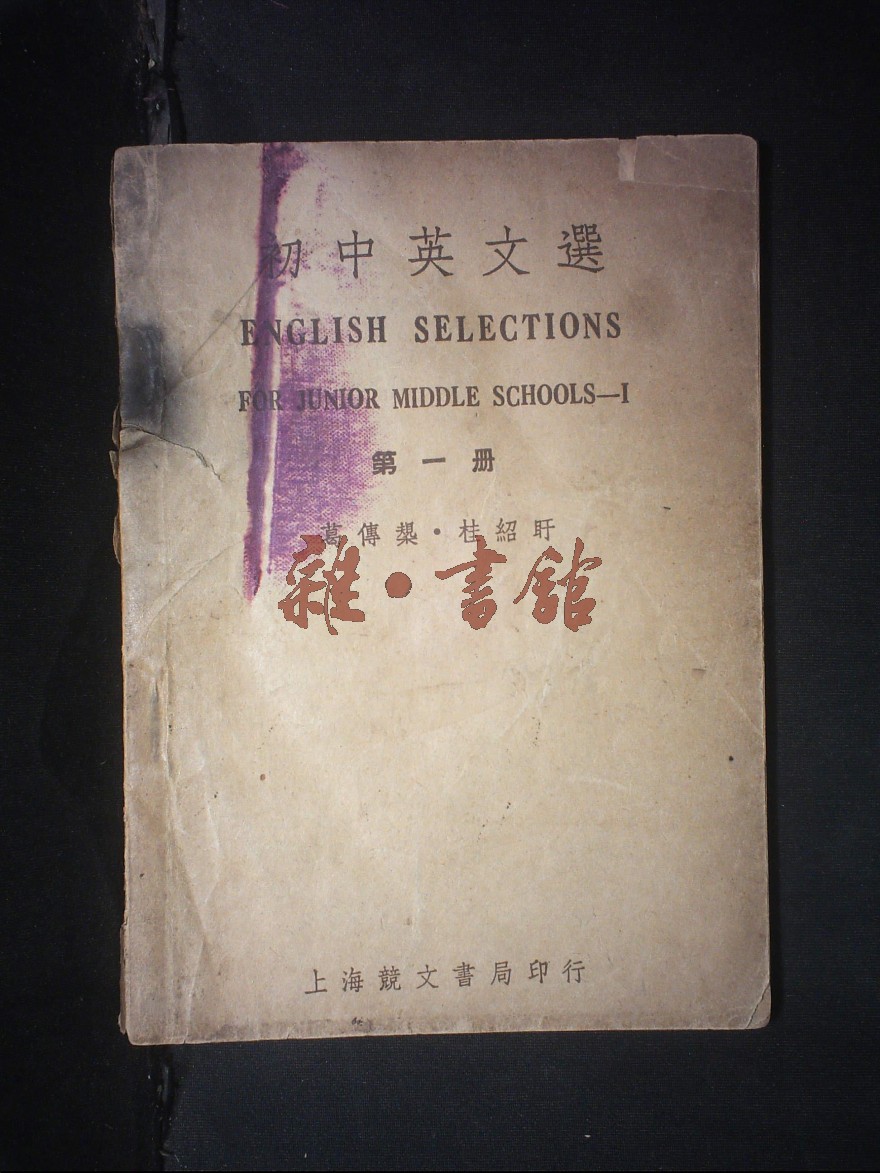 初中英文選
ENGLISH SELECTIONS
FOR JUNIOR MIDDLE SCHOOLS—I
第一册
葛傳槼・桂紹盱
雜・書館
上海競文書局印行